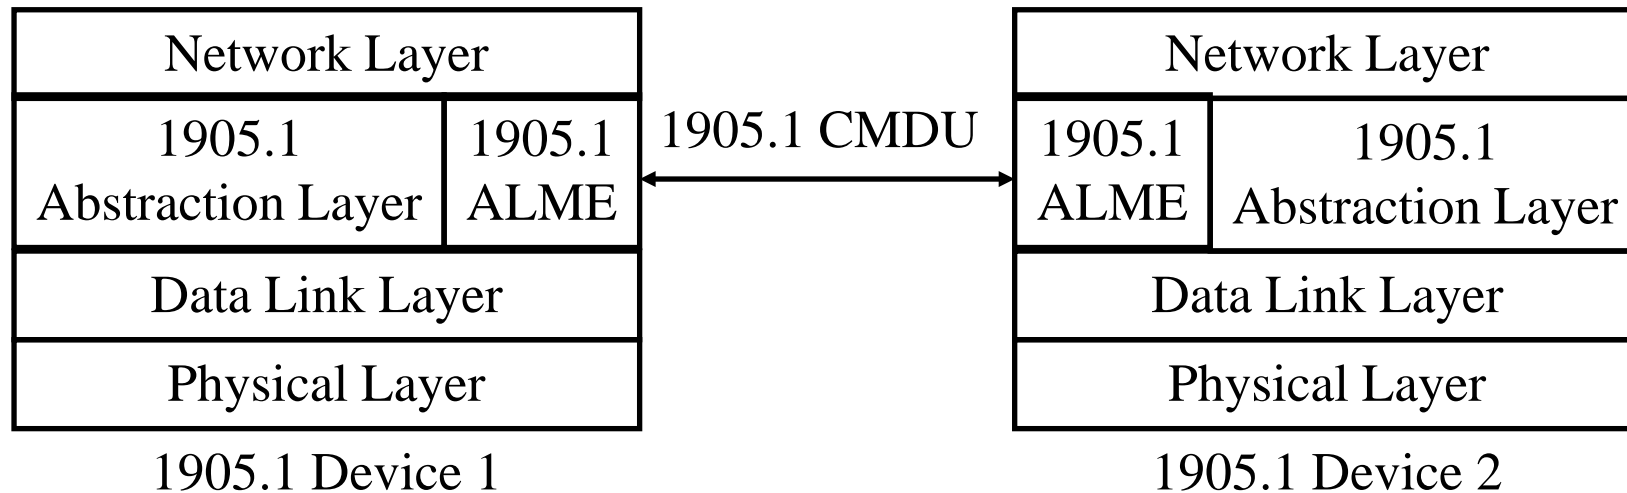 Network Layer
1905.1
Abstraction Layer
1905.1
ALME
Data Link Layer
Physical Layer
1905.1 Device 1
1905.1 CMDU
Network Layer
1905.1
ALME
1905.1
Abstraction Layer
Data Link Layer
Physical Layer
1905.1 Device 2